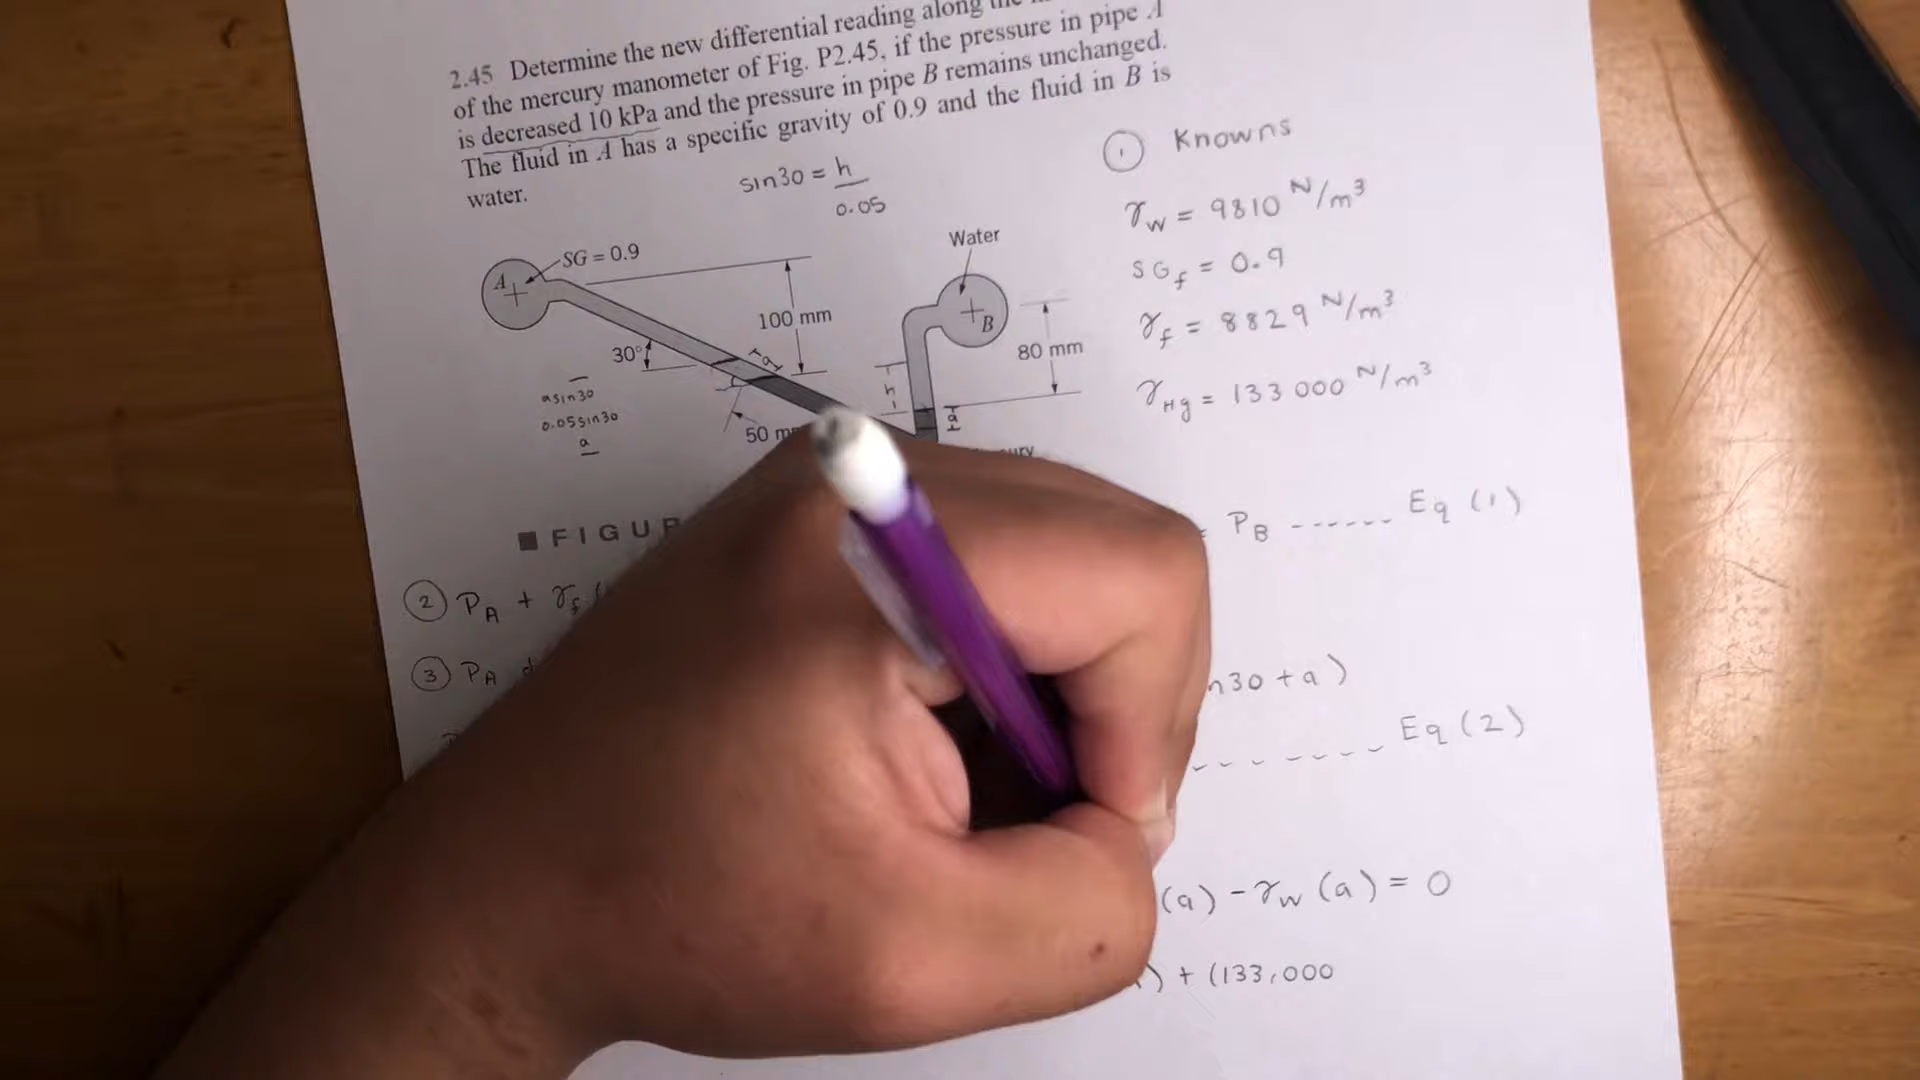 2.45 Determine the new differential reading along the
of the mercury manometer of Fig. P2.45, if the pressure in pipe A
is decreased 10 kPa and the pressure in pipe B remains unchanged.
The fluid in A has a specific gravity of 0.9 and the fluid in B is
water.
sin30 = h
0.05
① Knowns
γw = 9810 N/m³
SGf = 0.9
γf = 8829 N/m³
γHg = 133 000 N/m³
A
SG = 0.9
Water
B
100 mm
80 mm
30°
a
h
a
50
a sin30
0.05sin30
a
■ FIGU
PB ------ Eq (1)
② PA + γf (
③ PA
n30 + a)
Eq (2)
(a) - γw (a) = 0
) + (133,000